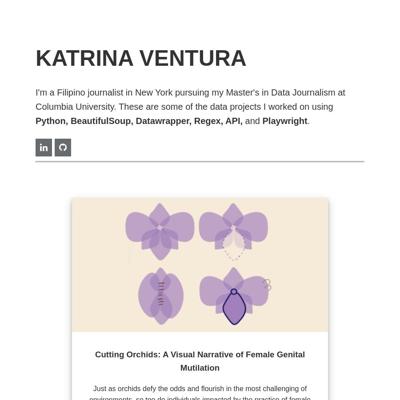 KATRINA VENTURA
I'm a Filipino journalist in New York pursuing my Master's in Data Journalism at
Columbia University. These are some of the data projects I worked on using
Python, BeautifulSoup, Datawrapper, Regex, API, and Playwright.
in
Cutting Orchids: A Visual Narrative of Female Genital
Mutilation
Just as orchids defy the odds and flourish in the most challenging of
environments, so too do individuals impacted by the practice of female